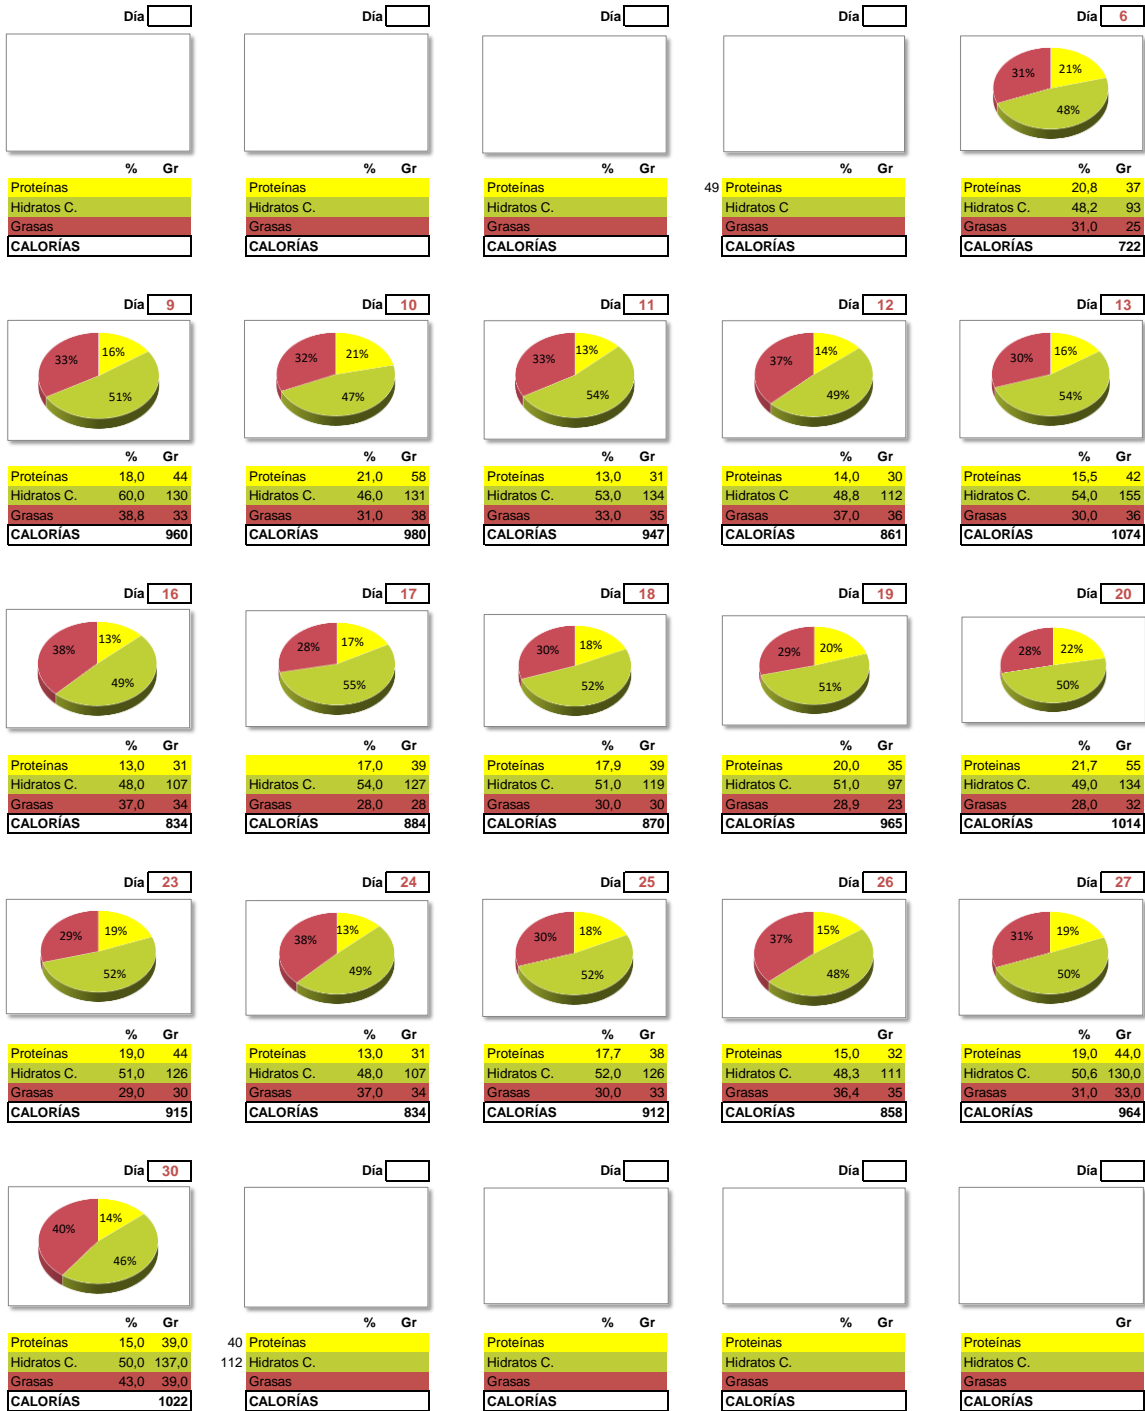 Día
Día
Día
Día
Día 6
31% 21%
48%
% Gr
% Gr
% Gr
% Gr
% Gr
Proteínas
Proteínas
Proteínas
49 Proteinas
Proteínas 20,8 37
Hidratos C.
Hidratos C.
Hidratos C.
Hidratos C
Hidratos C. 48,2 93
Grasas
Grasas
Grasas
Grasas
Grasas 31,0 25
CALORÍAS
CALORÍAS
CALORÍAS
CALORÍAS
CALORÍAS 722
Día 9
Día 10
Día 11
Día 12
Día 13
33% 16%
51%
32% 21%
47%
33% 13%
54%
37% 14%
49%
30% 16%
54%
% Gr
% Gr
% Gr
% Gr
% Gr
Proteínas 18,0 44
Proteínas 21,0 58
Proteínas 13,0 31
Proteinas 14,0 30
Proteínas 15,5 42
Hidratos C. 60,0 130
Hidratos C. 46,0 131
Hidratos C. 53,0 134
Hidratos C 48,8 112
Hidratos C. 54,0 155
Grasas 38,8 33
Grasas 31,0 38
Grasas 33,0 35
Grasas 37,0 36
Grasas 30,0 36
CALORÍAS 960
CALORÍAS 980
CALORÍAS 947
CALORÍAS 861
CALORÍAS 1074
Día 16
Día 17
Día 18
Día 19
Día 20
38% 13%
49%
28% 17%
55%
30% 18%
52%
29% 20%
51%
28% 22%
50%
% Gr
% Gr
% Gr
% Gr
% Gr
Proteínas 13,0 31
17,0 39
Proteínas 17,9 39
Proteínas 20,0 35
Proteínas 21,7 55
Hidratos C. 48,0 107
Hidratos C. 54,0 127
Hidratos C. 51,0 119
Hidratos C. 51,0 97
Hidratos C. 49,0 134
Grasas 37,0 34
Grasas 28,0 28
Grasas 30,0 30
Grasas 28,9 23
Grasas 28,0 32
CALORÍAS 834
CALORÍAS 884
CALORÍAS 870
CALORÍAS 965
CALORÍAS 1014
Día 23
Día 24
Día 25
Día 26
Día 27
29% 19%
52%
38% 13%
49%
30% 18%
52%
37% 15%
48%
31% 19%
50%
% Gr
% Gr
% Gr
Gr
% Gr
Proteínas 19,0 44
Proteínas 13,0 31
Proteínas 17,7 38
Proteinas 15,0 32
Proteínas 19,0 44,0
Hidratos C. 51,0 126
Hidratos C. 48,0 107
Hidratos C. 52,0 126
Hidratos C. 48,3 111
Hidratos C. 50,6 130,0
Grasas 29,0 30
Grasas 37,0 34
Grasas 30,0 33
Grasas 36,4 35
Grasas 31,0 33,0
CALORÍAS 915
CALORÍAS 834
CALORÍAS 912
CALORÍAS 858
CALORÍAS 964
Día 30
Día
Día
Día
Día
40% 14%
46%
% Gr
% Gr
% Gr
% Gr
Gr
Proteínas 15,0 39,0
40 Proteínas
Proteínas
Proteinas
Proteínas
Hidratos C. 50,0 137,0
112 Hidratos C.
Hidratos C.
Hidratos C.
Hidratos C.
Grasas 43,0 39,0
Grasas
Grasas
Grasas
Grasas
CALORÍAS 1022
CALORÍAS
CALORÍAS
CALORÍAS
CALORÍAS